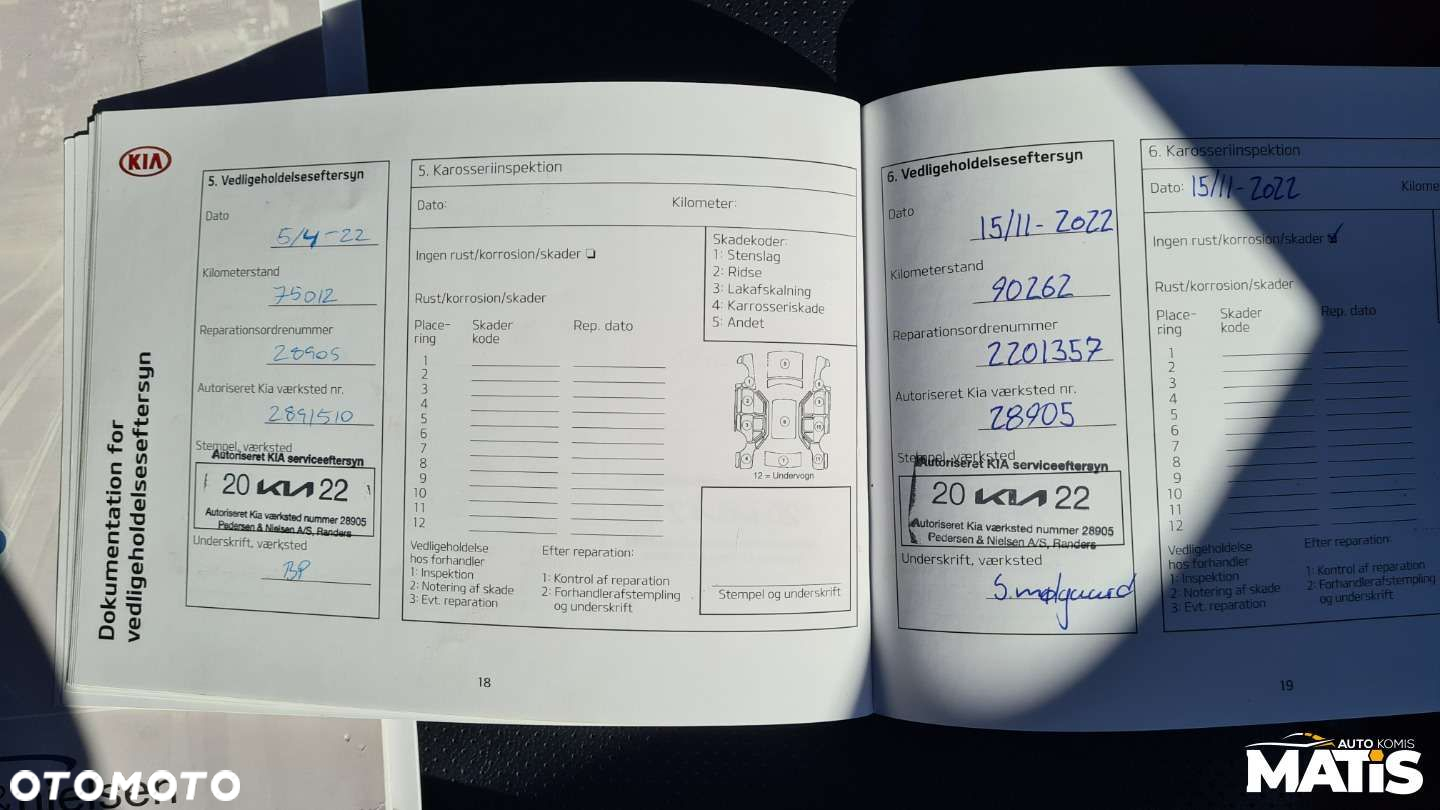 KIA
Dokumentation for
vedligeholdelseseftersyn
5. Vedligeholdelseseftersyn
Dato
5/4-22
Kilometerstand
75012
Reparationsordrenummer
28905
Autoriseret Kia værksted nr.
Stempel, værksted
Autoriseret KIA serviceeftersyn
20 KIA 22
Autoriseret Kia værksted nummer 28905
Pedersen & Nielsen A/S, Randers
Underskrift, værksted
BP
5. Karosseriinspektion
Dato: Kilometer:
Ingen rust/korrosion/skader
Rust/korrosion/skader
Skadekoder:
1: Stenslag
2: Ridse
3: Lakafskalning
4: Karrosseriskade
5: Andet
Place-
ring
Skader
kode
Rep. dato
1
2
3
4
5
6
7
8
9
10
11
12
12 = Undervogn
Vedligeholdelse
hos forhandler
1: Inspektion
2: Notering af skade
3: Evt. reparation
Efter reparation:
1: Kontrol af reparation
2: Forhandlerafstempling
og underskrift
Stempel og underskrift
18
6. Vedligeholdelseseftersyn
Dato
15/11-2022
Kilometerstand
90262
Reparationsordrenummer
2201357
Autoriseret Kia værksted nr.
28905
Stempel, værksted
Autoriseret KIA serviceeftersyn
20 KIA 22
Autoriseret Kia værksted nummer 28905
Pedersen & Nielsen A/S, Randers
Underskrift, værksted
S. Mølgaard
6. Karosseriinspektion
Dato: 15/11-2022 Kilome
Ingen rust/korrosion/skader
Rust/korrosion/skader
Place-
ring
Skader
kode
Rep. dato
1
2
3
4
5
6
7
8
9
10
11
12
Vedligeholdelse
hos forhandler
1: Inspektion
2: Notering af skade
3: Evt. reparation
Efter reparation:
1: Kontrol af reparation
2: Forhandlerafstempling
og underskrift
19
OTOMOTO
AUTO KOMIS
MATIS